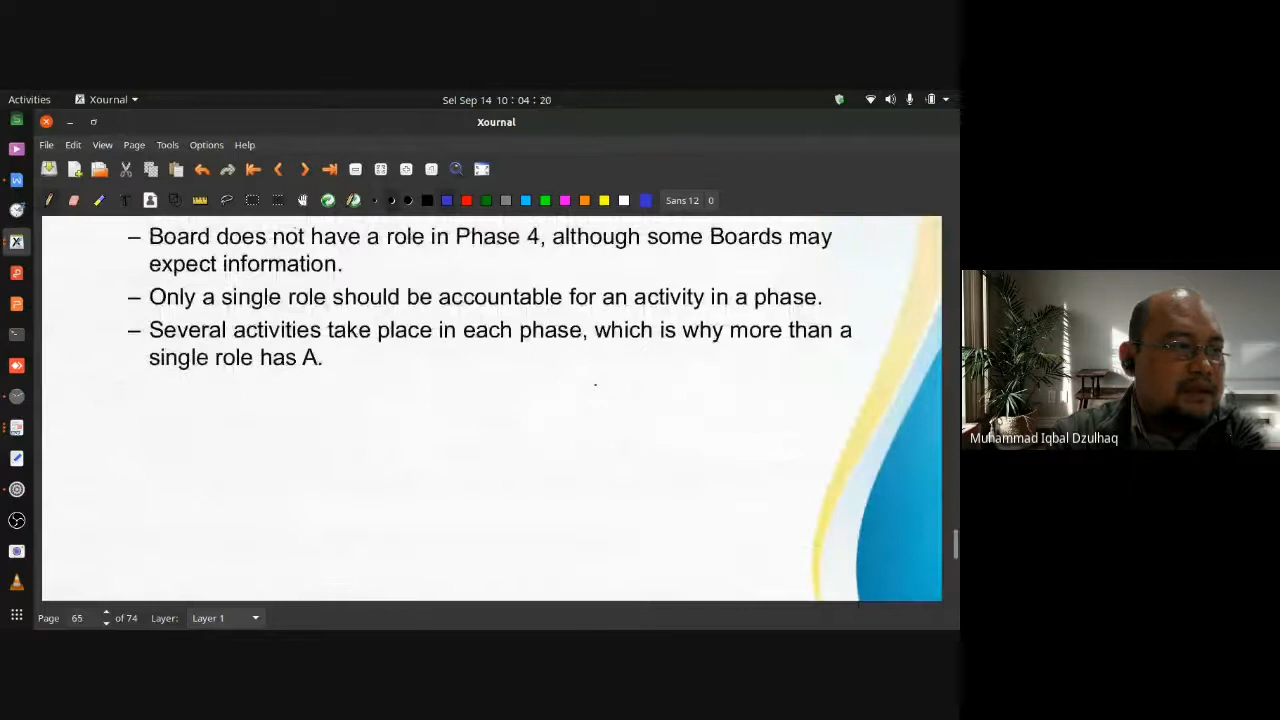 Activities Xournal Sel Sep 14 10:04:20
Xournal
File Edit View Page Tools Options Help
Sans 12
– Board does not have a role in Phase 4, although some Boards may
expect information.
– Only a single role should be accountable for an activity in a phase.
– Several activities take place in each phase, which is why more than a
single role has A.
Muhammad Iqbal Dzulhaq
Page 65 of 74 Layer: Layer 1